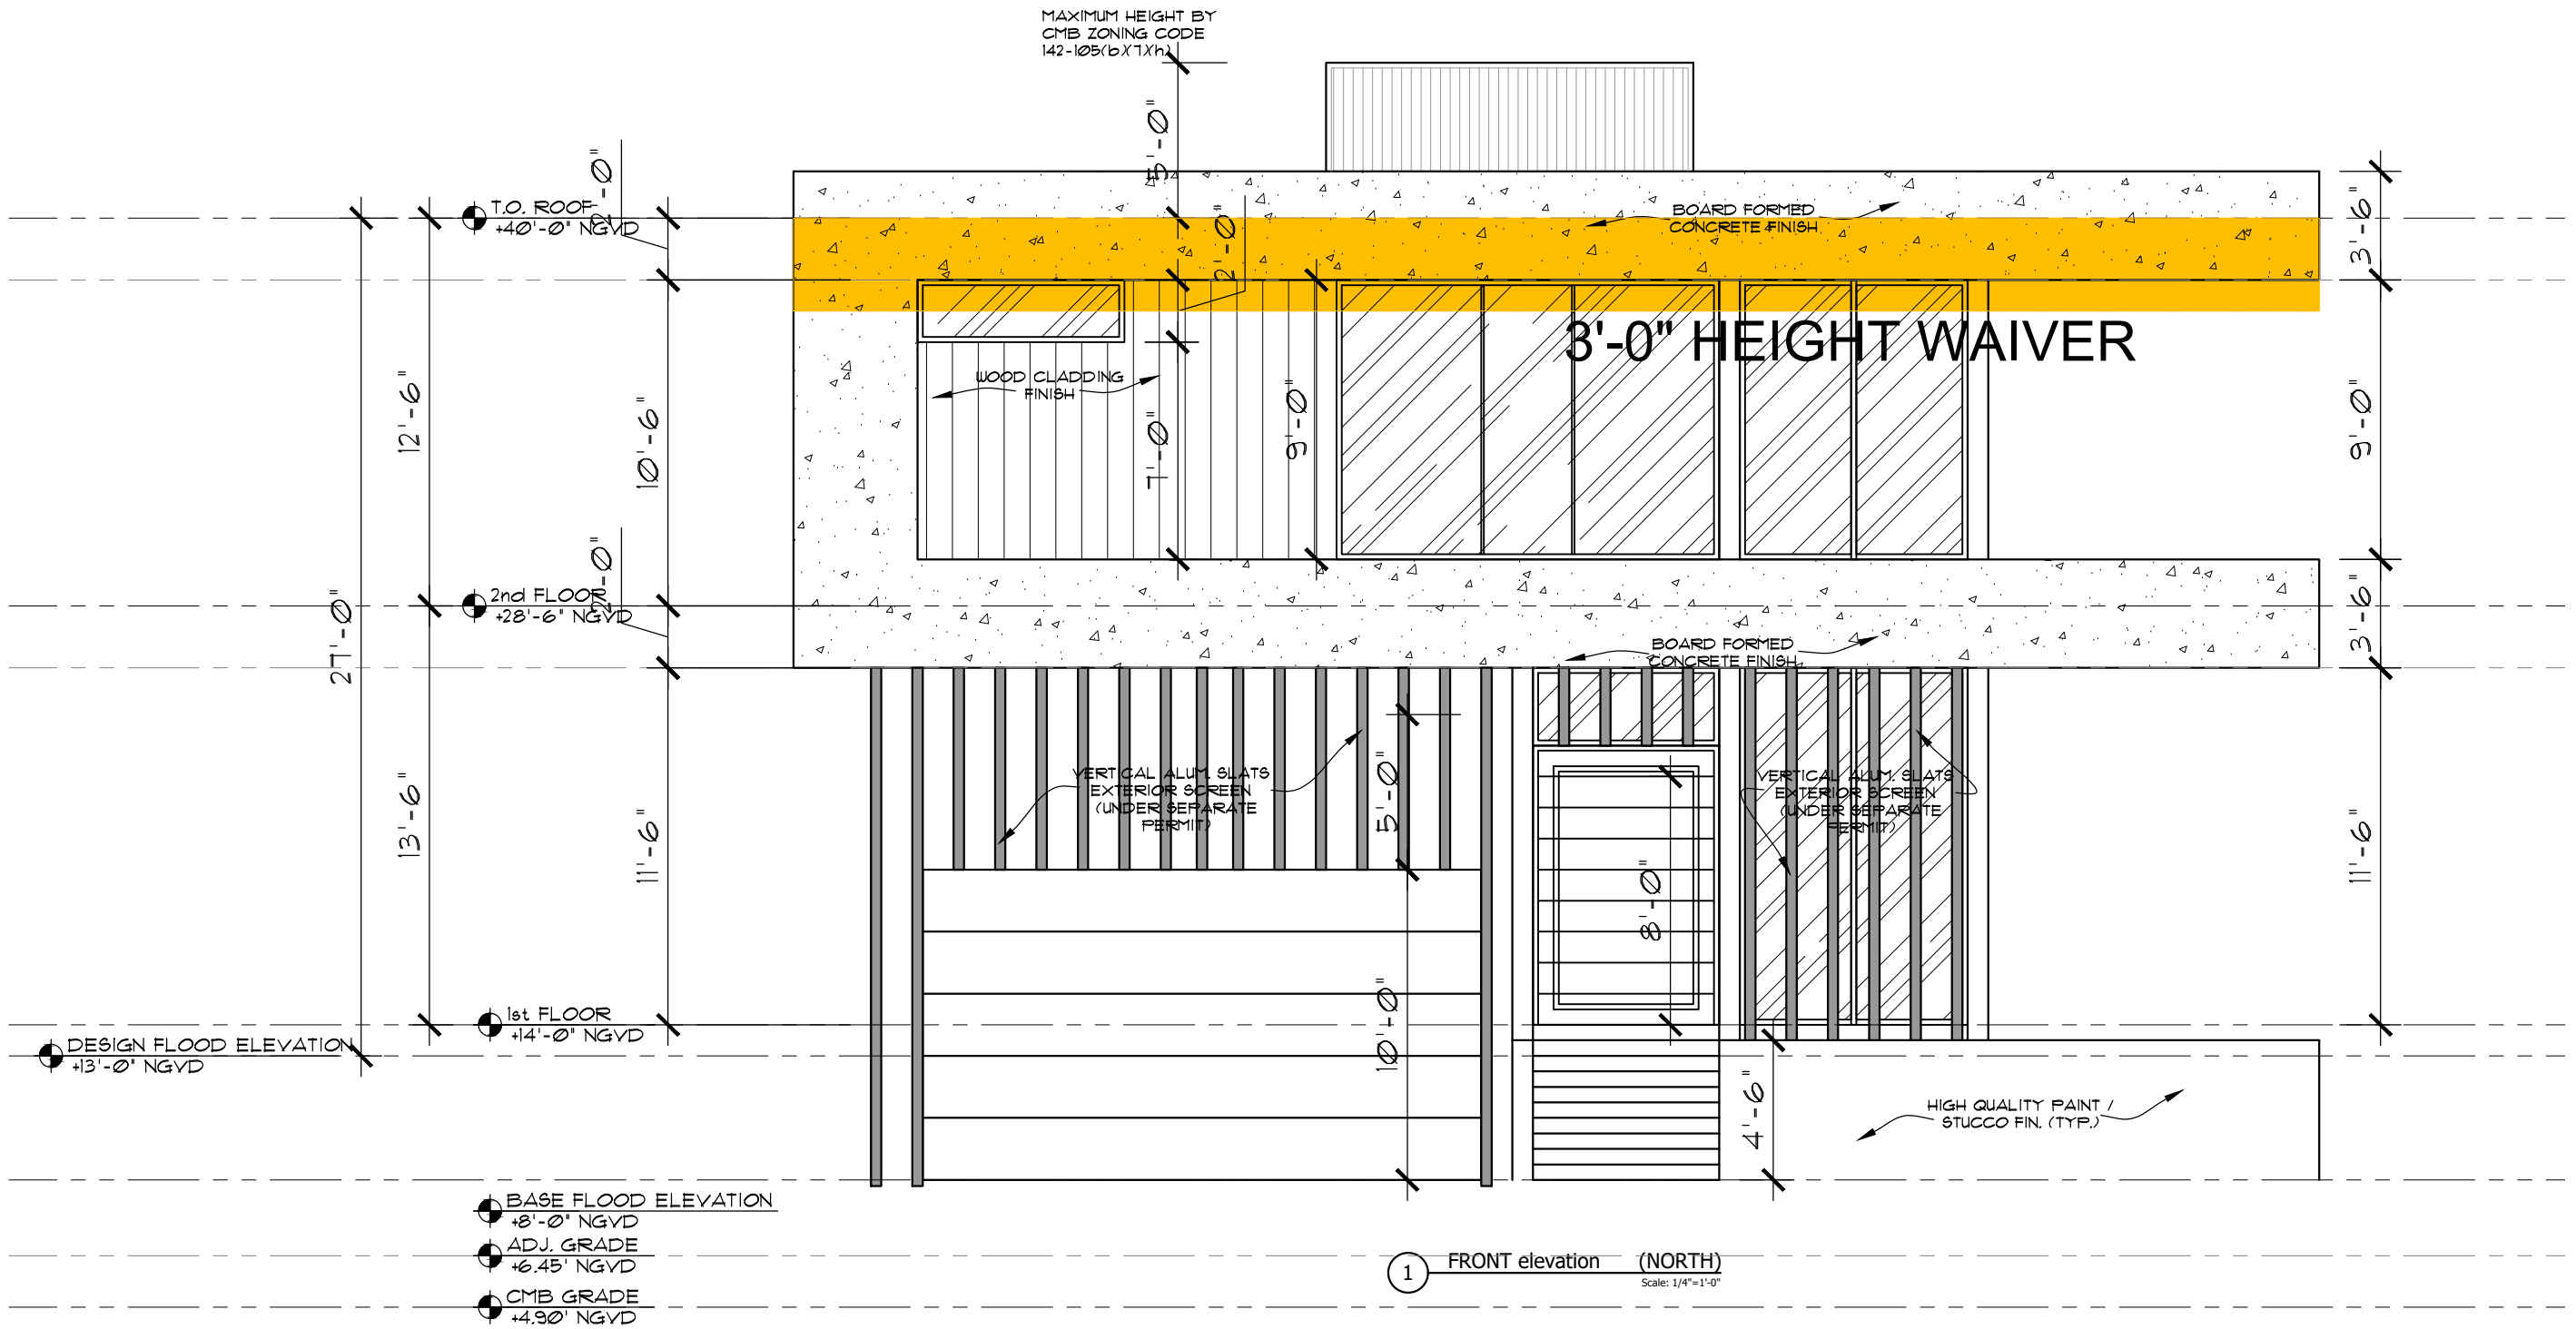 MAXIMUM HEIGHT BY
CMB ZONING CODE
142-105(b)(7)(h)
5'-0"
2'-0"
T.O. ROOF
+40'-0" NGVD
2'-0"
BOARD FORMED
CONCRETE FINISH
3'-6"
3'-0" HEIGHT WAIVER
WOOD CLADDING
FINISH
12'-6"
10'-6"
7'-0"
9'-0"
9'-0"
2'-0"
2nd FLOOR
+28'-6" NGVD
27'-0"
3'-6"
BOARD FORMED
CONCRETE FINISH
VERTICAL ALUM. SLATS
EXTERIOR SCREEN
(UNDER SEPARATE
PERMIT)
5'-0"
VERTICAL ALUM. SLATS
EXTERIOR SCREEN
(UNDER SEPARATE
PERMIT)
13'-6"
11'-6"
8'-0"
11'-6"
1st FLOOR
+14'-0" NGVD
10'-0"
DESIGN FLOOD ELEVATION
+13'-0" NGVD
4'-6"
HIGH QUALITY PAINT /
STUCCO FIN. (TYP.)
BASE FLOOD ELEVATION
+8'-0" NGVD
ADJ. GRADE
+6.45' NGVD
1 FRONT elevation (NORTH)
Scale: 1/4"=1'-0"
CMB GRADE
+4.90' NGVD